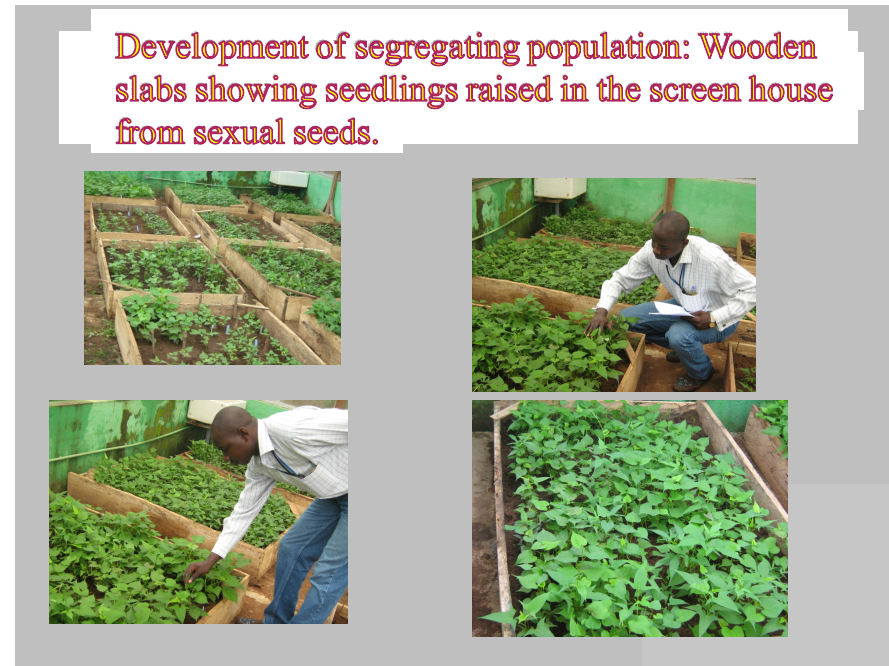 Development of segregating population: Wooden
slabs showing seedlings raised in the screen house
from sexual seeds.